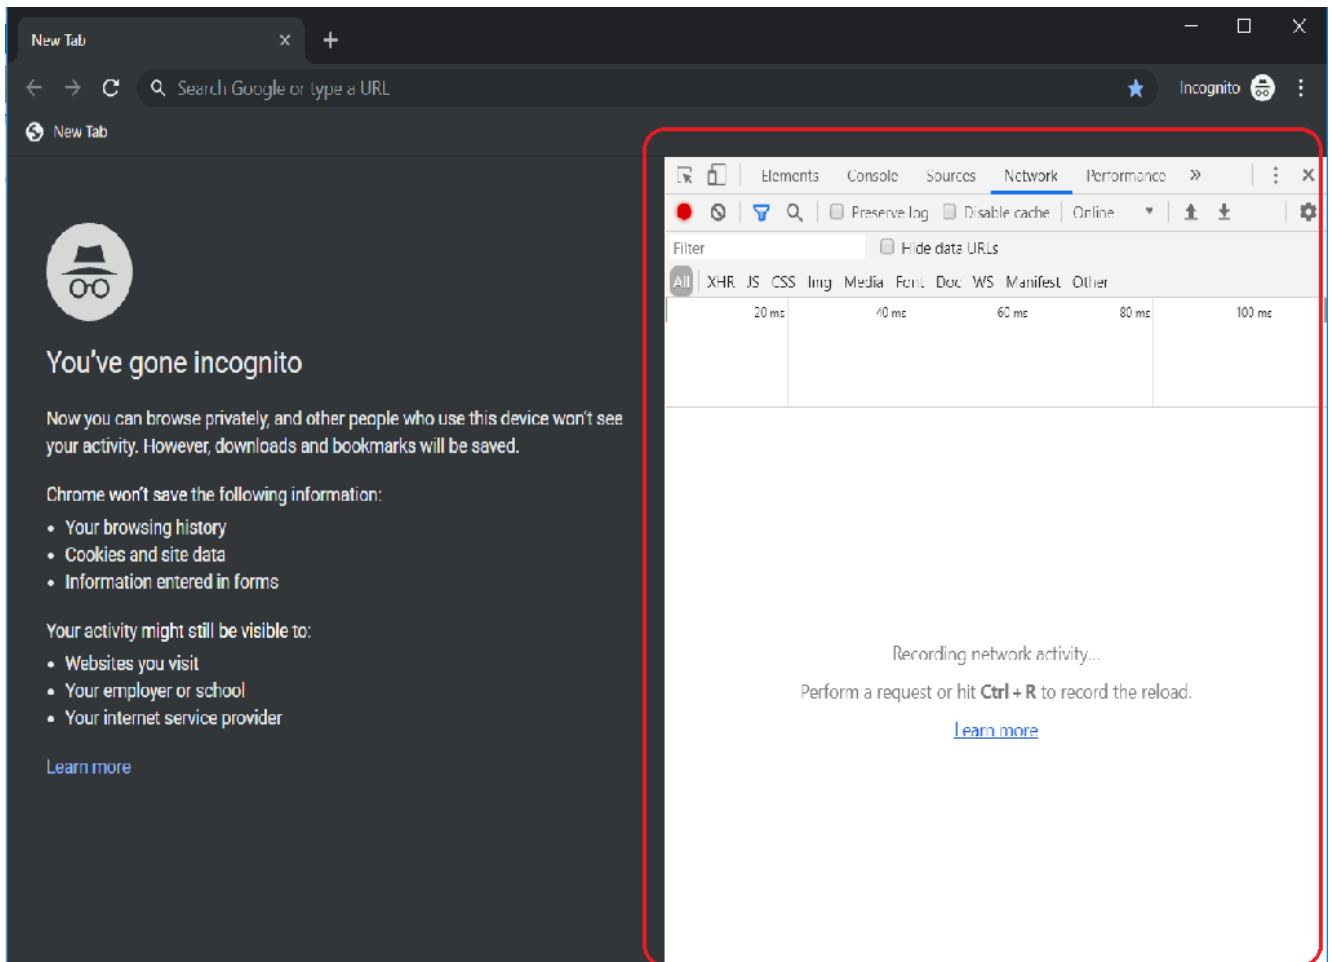 New Tab
Search Google or type a URL
Incognito
New Tab
Elements Console Sources Network Performance
Preserve log Disable cache Online
Filter Hide data URLs
All XHR JS CSS Img Media Font Doc WS Manifest Other
20 ms 40 ms 60 ms 80 ms 100 ms
You've gone incognito
Now you can browse privately, and other people who use this device won't see
your activity. However, downloads and bookmarks will be saved.
Chrome won't save the following information:
• Your browsing history
• Cookies and site data
• Information entered in forms
Your activity might still be visible to:
• Websites you visit
• Your employer or school
• Your internet service provider
Learn more
Recording network activity...
Perform a request or hit Ctrl + R to record the reload.
Learn more